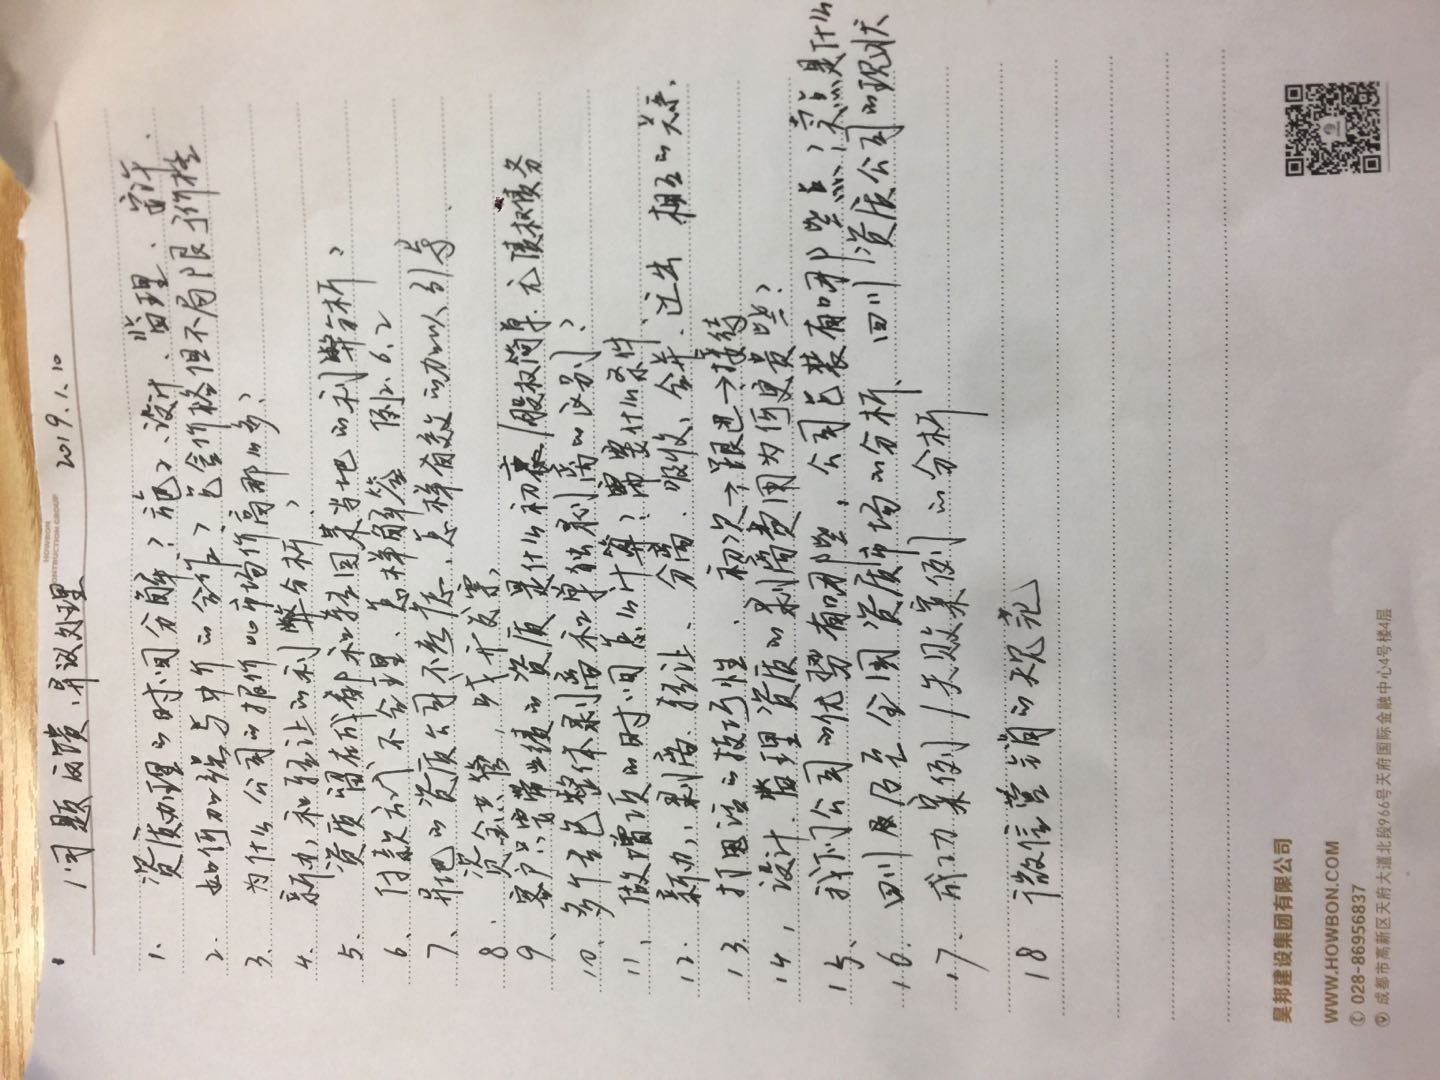 HOWBON
CONTRUCTION GROUP
问题反馈、异议处理 2019.1.10
1. 资质办理的时间分解？施工、设计、监理、安许.
2. 如何加强与中介的合作？包含价格但不局限于价格
3. 为什么公司的报价比市场价高那么多？
4. 新办，和转让的利弊分析？
5、 资质留在成都和转回某当地的利弊分析？
6、 付款方式不合理、怎样解答 例2.6.2
7、 异地的资质公司不考虑，怎样有效的加以引导.
8. 资金共管，或开发票，
9、 客户只需带业绩的资质是什么初衷/股权简单.无债权债务
10、多个专包整体剥离和单独剥离的区别？
11、做增项的时间怎么计算？需要什么条件、
12. 新办，剥离、转让、分离、吸收、合并、迁出 相互的关系.
13. 打电话的技巧性、 初次→跟进→接待
14, 设计、监理资质的剥离费用为何更贵些？
15、我们公司的优势有哪些，公司包装有哪些点？卖点是什么
16. 四川及乃至全国资质市场的分析、四川资质公司的现状
17. 成功案例/失败案例的分析
18 微信营销的规范
昊邦建设集团有限公司
WWW.HOWBON.COM
028-86956837
成都市高新区天府大道北段966号天府国际金融中心4号楼4层